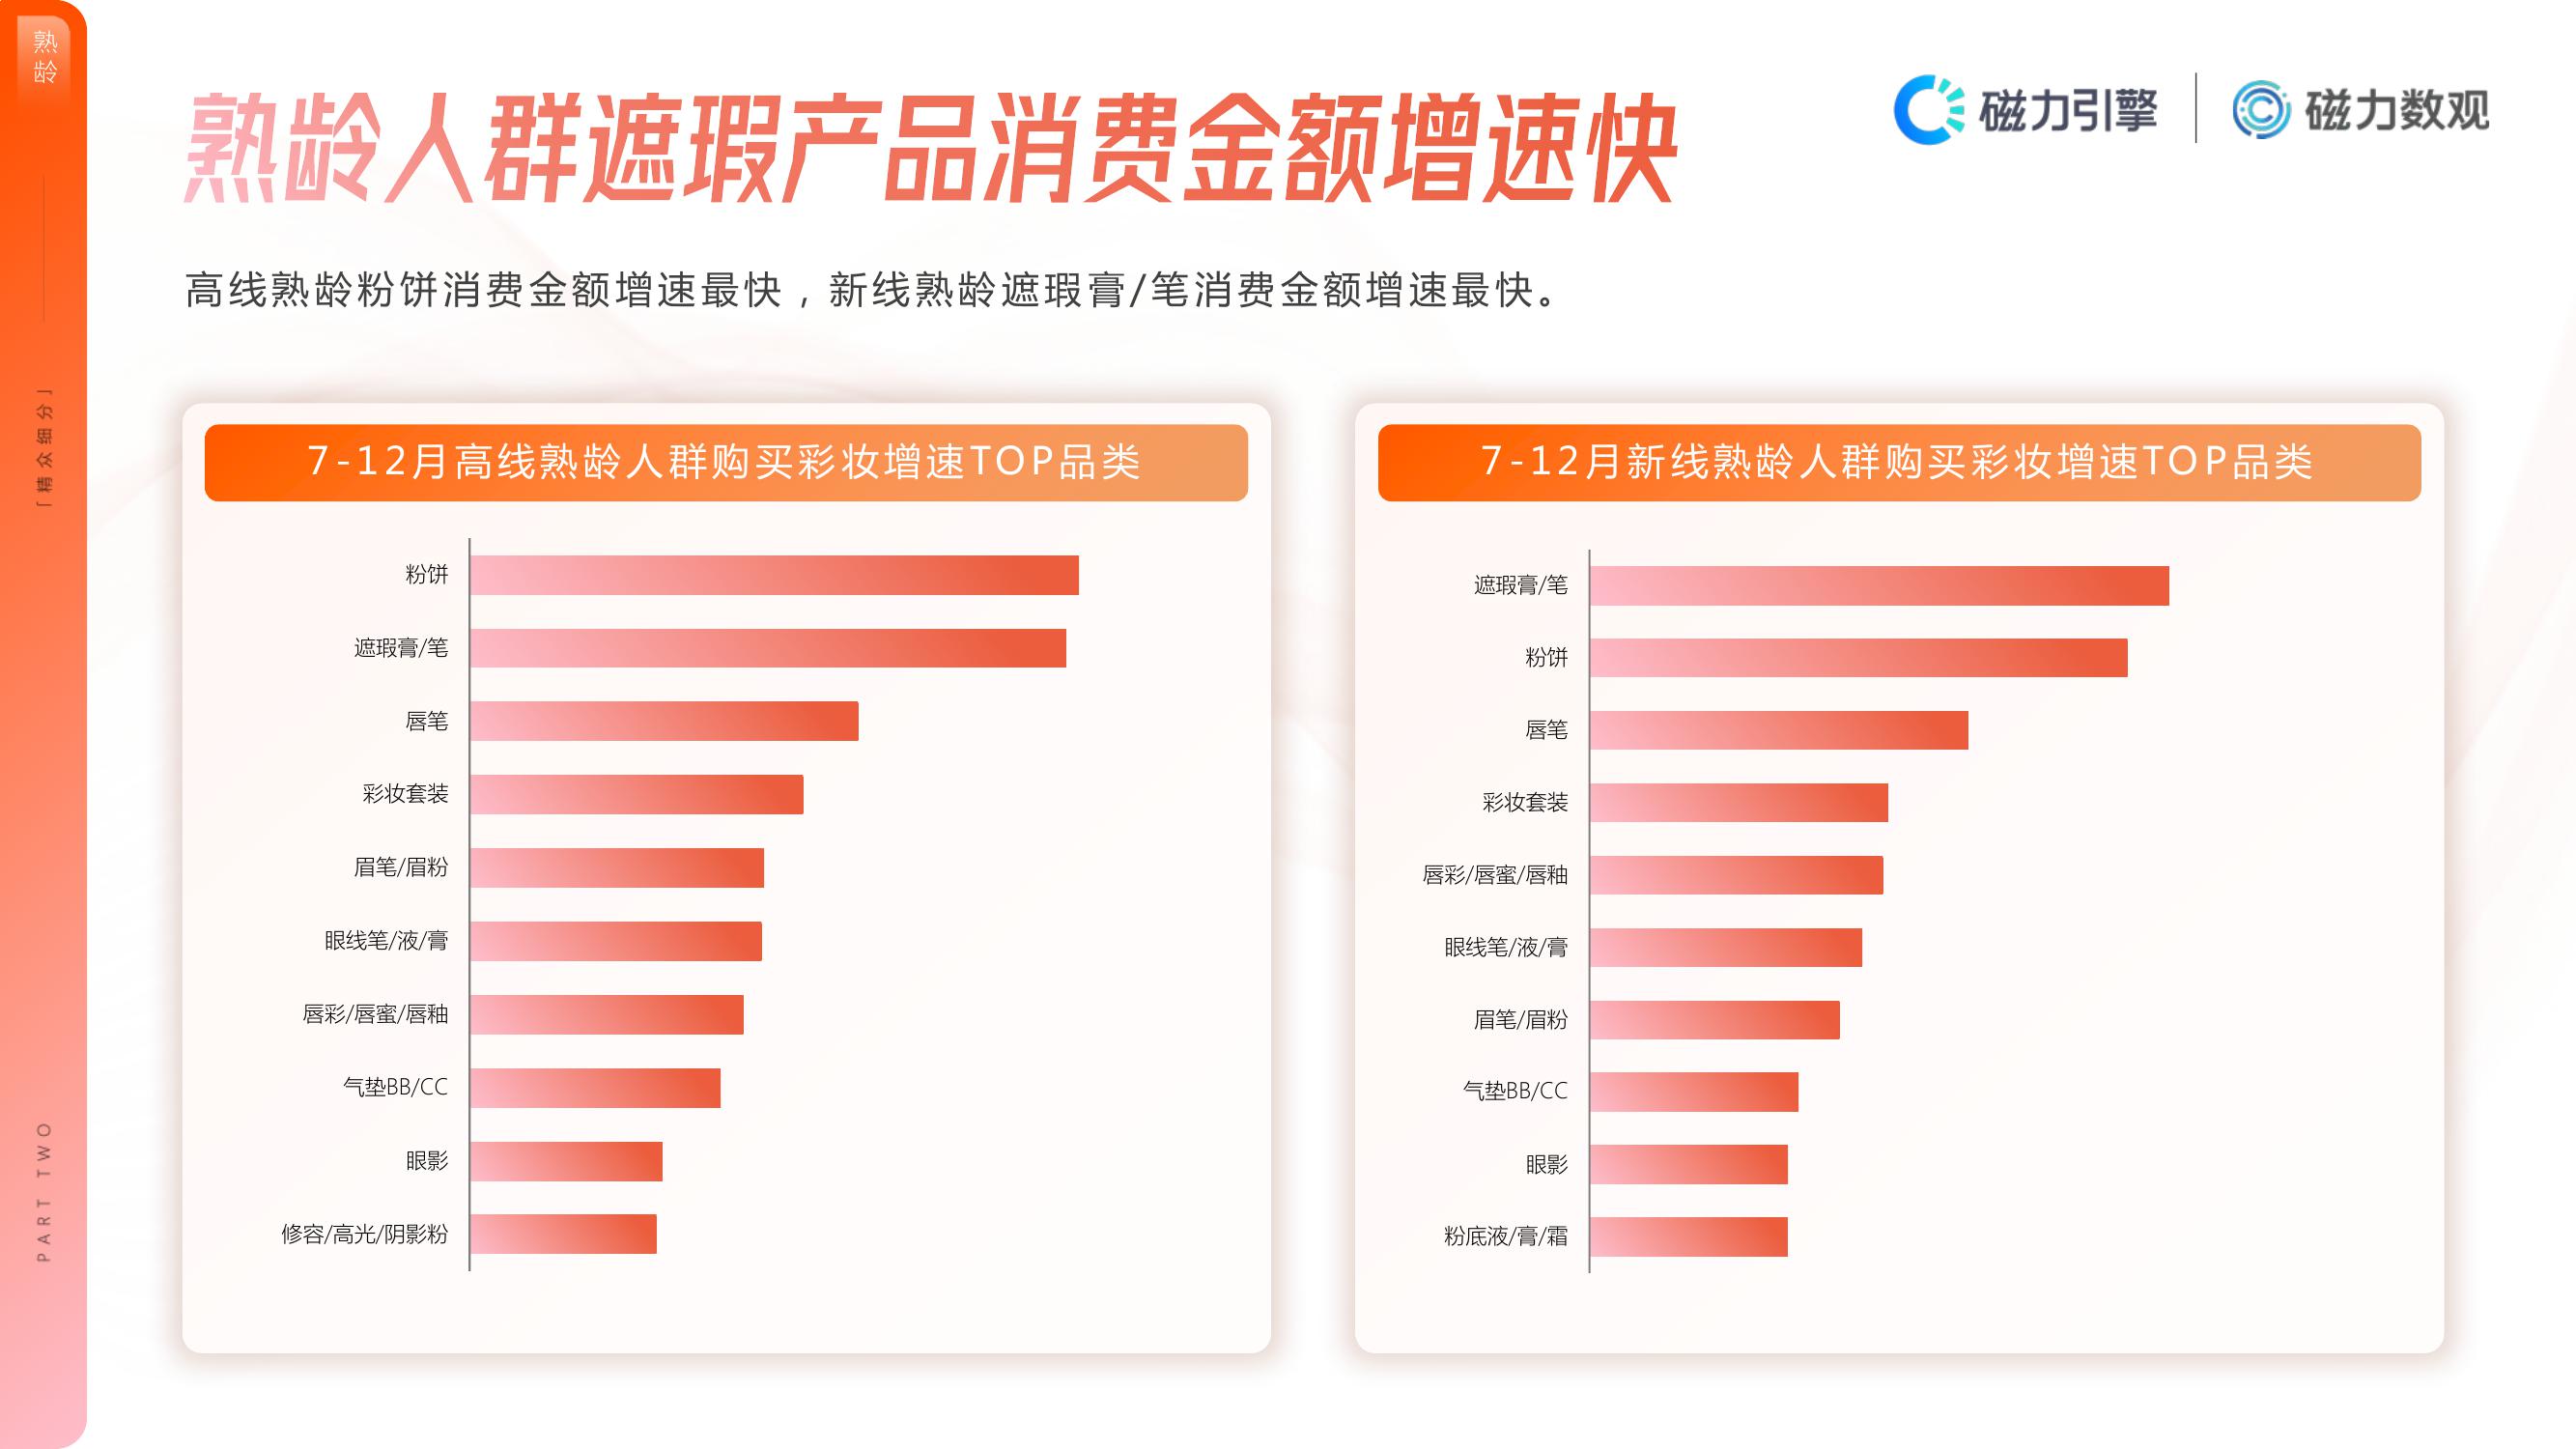 熟龄
「精众细分」
PART TWO
熟龄人群遮瑕产品消费金额增速快
磁力引擎
磁力数观
高线熟龄粉饼消费金额增速最快，新线熟龄遮瑕膏/笔消费金额增速最快。
7-12月高线熟龄人群购买彩妆增速TOP品类
粉饼
遮瑕膏/笔
唇笔
彩妆套装
眉笔/眉粉
眼线笔/液/膏
唇彩/唇蜜/唇釉
气垫BB/CC
眼影
修容/高光/阴影粉
7-12月新线熟龄人群购买彩妆增速TOP品类
遮瑕膏/笔
粉饼
唇笔
彩妆套装
唇彩/唇蜜/唇釉
眼线笔/液/膏
眉笔/眉粉
气垫BB/CC
眼影
粉底液/膏/霜